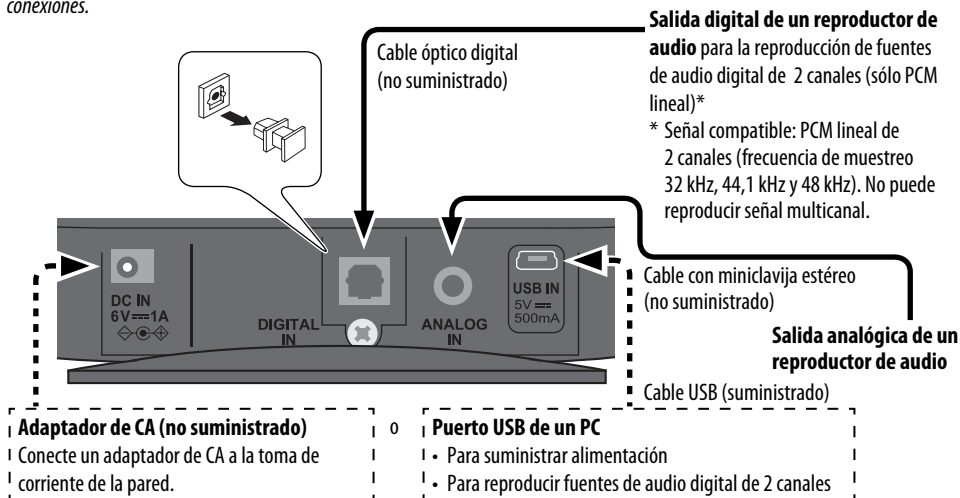 conexiones.
Cable óptico digital
(no suministrado)
Salida digital de un reproductor de
audio para la reproducción de fuentes
de audio digital de 2 canales (sólo PCM
lineal)*
* Señal compatible: PCM lineal de
2 canales (frecuencia de muestreo
32 kHz, 44,1 kHz y 48 kHz). No puede
reproducir señal multicanal.
DC IN
6V 1A
DIGITAL
IN
ANALOG
IN
USB IN
5V
500mA
Cable con miniclavija estéreo
(no suministrado)
Salida analógica de un
reproductor de audio
Cable USB (suministrado)
Adaptador de CA (no suministrado)
Conecte un adaptador de CA a la toma de
corriente de la pared.
o
Puerto USB de un PC
• Para suministrar alimentación
• Para reproducir fuentes de audio digital de 2 canales